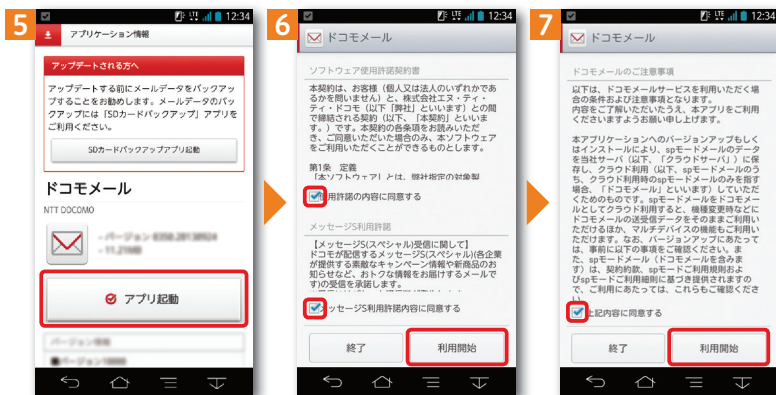 5
12:34
アプリケーション情報
アップデートされる方へ
アップデートする前にメールデータをバックアッ
プすることをお勧めします。メールデータのバッ
クアップには「SDカードバックアップ」アプリを
ご利用ください。
SDカードバックアップアプリ起動
ドコモメール
NTT DOCOMO
アプリ起動
6
LTE 12:34
ドコモメール
ソフトウェア使用許諾契約書
本契約は、お客様（個人又は法人のいずれかであ
るかを問いません）と、株式会社エヌ・ティ・
ティ・ドコモ（以下「弊社」といいます）との間
で締結される契約（以下、「本契約」といいま
す。）です。本契約の各条項をお読みいただ
き、ご同意いただいた場合のみ、本ソフトウェア
をご利用いただくことができるものとします。
第1条　定義
「本ソフトウェア」とは、弊社指定の対象製
使用許諾の内容に同意する
メッセージS利用許諾
【メッセージS(スペシャル)受信に関して】
ドコモが配信するメッセージS(スペシャル)(各企業
が提供する素敵なキャンペーン情報や新商品のお
知らせなど、おトクな情報をお届けするメールで
す)の受信を承諾します。
メッセージS利用許諾内容に同意する
終了
利用開始
7
LTE 12:34
ドコモメール
ドコモメールのご注意事項
以下は、ドコモメールサービスを利用いただく場
合の条件および注意事項となります。
内容をご了解いただいたうえ、本アプリをご利用
くださいますようお願い申し上げます。
本アプリケーションへのバージョンアップもしく
はインストールにより、spモードメールのデータ
を当社サーバ（以下、「クラウドサーバ」）に保
存し、クラウド利用（以下、spモードメールのう
ち、クラウド利用時のspモードメールのみを指す
場合、「ドコモメール」といいます）していただ
くためのものです。spモードメールをドコモメー
ルとしてクラウド利用すると、機種変更時などに
ドコモメールの送受信データをそのままご利用い
ただけるほか、マルチデバイスの機能もご利用い
ただけます。なお、バージョンアップにあたって
は、事前に以下の事項をご確認ください。ま
た、spモードメール（ドコモメールを含みま
す）は、契約約款、spモードご利用規則およ
びspモードご利用細則に基づき提供されますの
で、ご利用にあたっては、これらもご確認くださ
い。
上記内容に同意する
終了
利用開始